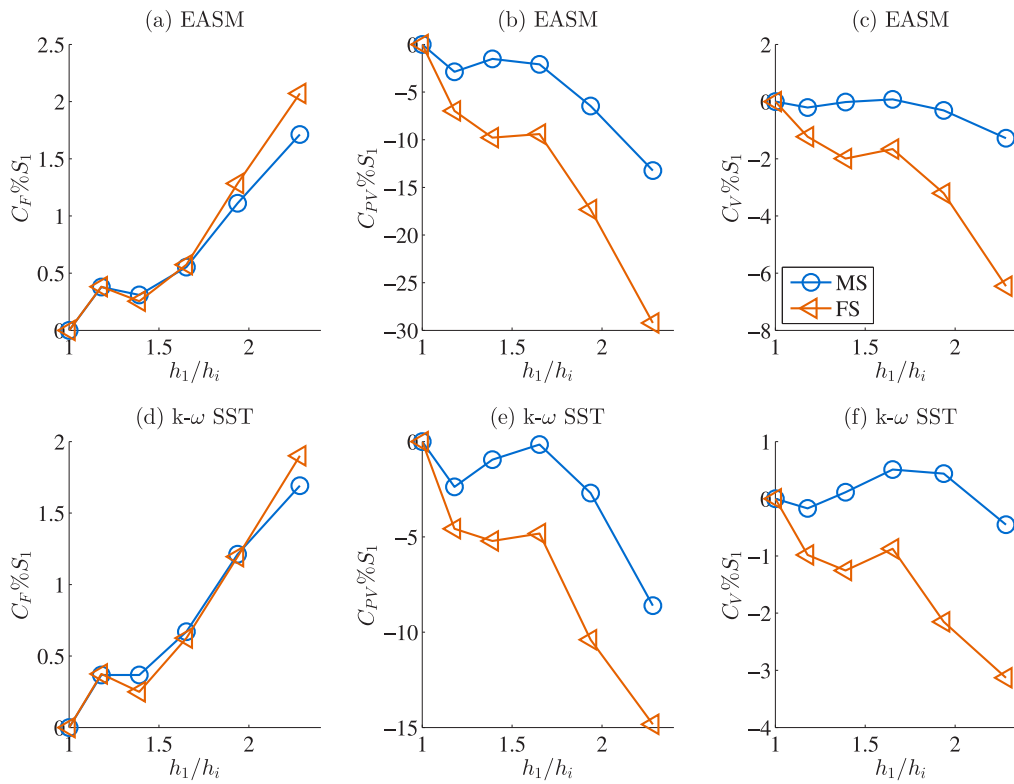 (a) EASM
2.5
2
1.5
1
0.5
0
1
1.5
2
C_F%S_1
h_1/h_i
(b) EASM
0
−5
−10
−15
−20
−25
−30
1
1.5
2
C_{PV}%S_1
h_1/h_i
(c) EASM
2
0
−2
−4
−6
−8
1
1.5
2
C_V%S_1
h_1/h_i
MS
FS
(d) k-ω SST
2
1.5
1
0.5
0
1
1.5
2
C_F%S_1
h_1/h_i
(e) k-ω SST
0
−5
−10
−15
1
1.5
2
C_{PV}%S_1
h_1/h_i
(f) k-ω SST
1
0
−1
−2
−3
−4
1
1.5
2
C_V%S_1
h_1/h_i